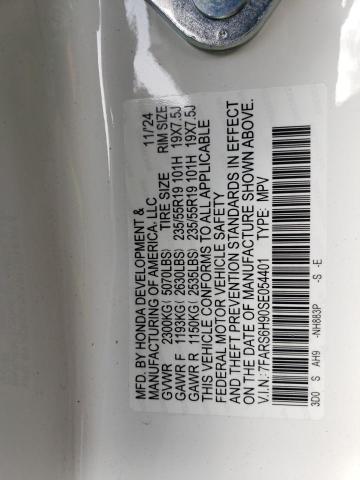 MFD. BY HONDA DEVELOPMENT &
MANUFACTURING OF AMERICA, LLC 11/'24
GVWR 2300KG( 5070LBS) TIRE SIZE RIM SIZE
GAWR F 1193KG( 2630LBS) 235/55R19 101H 19X7.5J
GAWR R 1150KG( 2535LBS) 235/55R19 101H 19X7.5J
THIS VEHICLE CONFORMS TO ALL APPLICABLE
FEDERAL MOTOR VEHICLE SAFETY
AND THEFT PREVENTION STANDARDS IN EFFECT
ON THE DATE OF MANUFACTURE SHOWN ABOVE.
V.I.N: 7FARS6H90SE054401 TYPE: MPV
3D0 S AH9 -NH883P - S -E